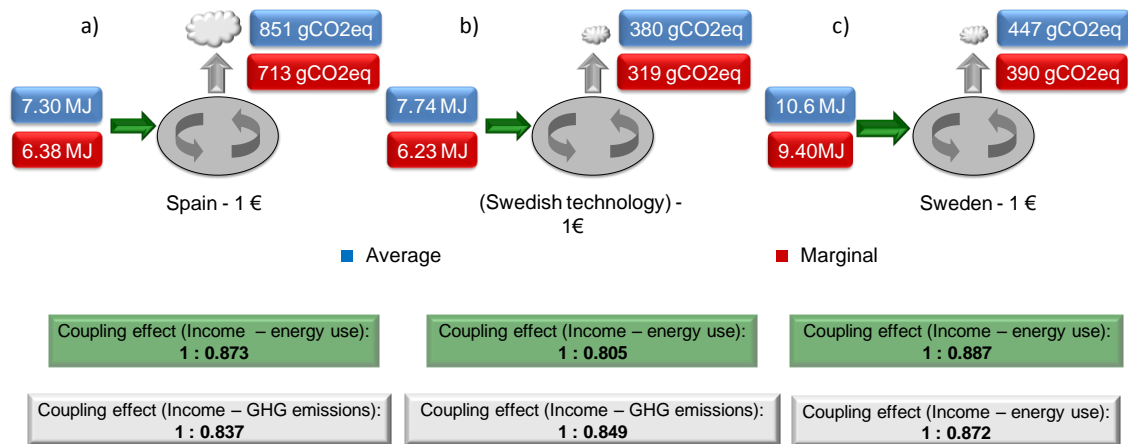 a)
851 gCO2eq
713 gCO2eq
7.30 MJ
6.38 MJ
Spain - 1 €
b)
380 gCO2eq
319 gCO2eq
7.74 MJ
6.23 MJ
(Swedish technology) -
1€
c)
447 gCO2eq
390 gCO2eq
10.6 MJ
9.40MJ
Sweden - 1 €
Average
Marginal
Coupling effect (Income – energy use):
1 : 0.873
Coupling effect (Income – energy use):
1 : 0.805
Coupling effect (Income – energy use):
1 : 0.887
Coupling effect (Income – GHG emissions):
1 : 0.837
Coupling effect (Income – GHG emissions):
1 : 0.849
Coupling effect (Income – energy use):
1 : 0.872